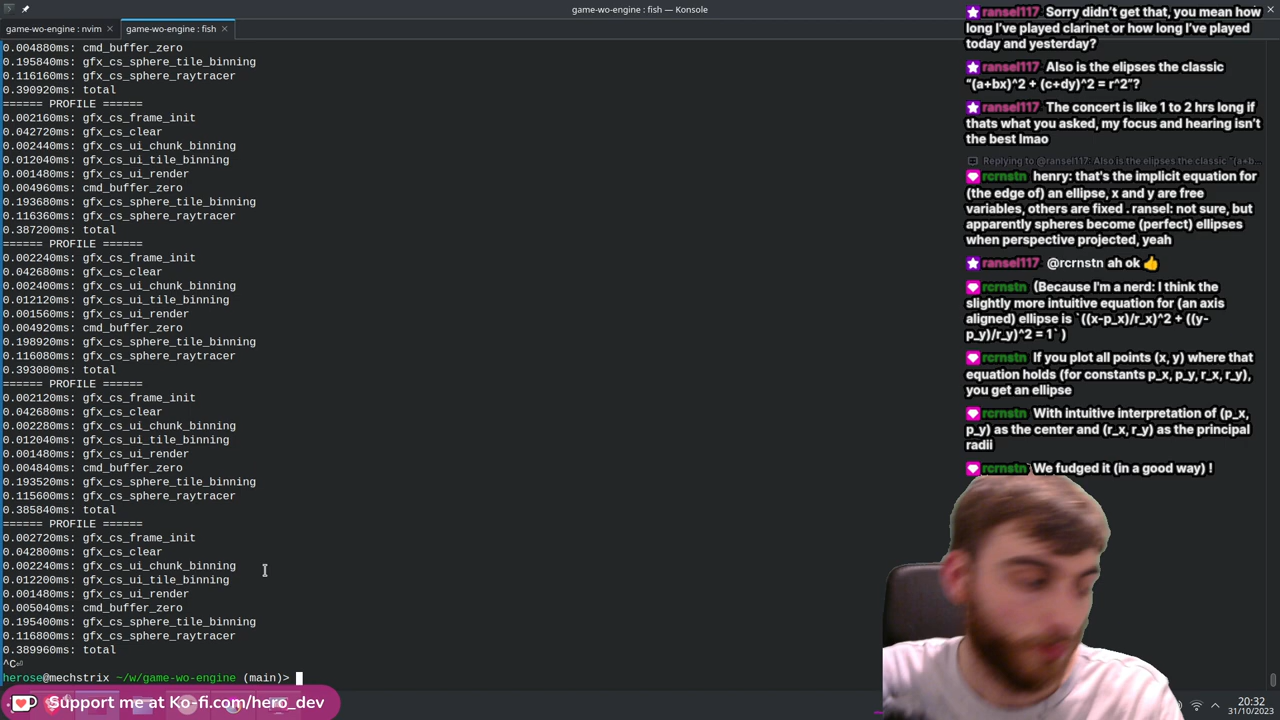 game-wo-engine : fish — Konsole
game-wo-engine : nvim
game-wo-engine : fish
0.004880ms: cmd_buffer_zero
0.195840ms: gfx_cs_sphere_tile_binning
0.116160ms: gfx_cs_sphere_raytracer
0.390920ms: total
====== PROFILE ======
0.002160ms: gfx_cs_frame_init
0.042720ms: gfx_cs_clear
0.002440ms: gfx_cs_ui_chunk_binning
0.012040ms: gfx_cs_ui_tile_binning
0.001480ms: gfx_cs_ui_render
0.004960ms: cmd_buffer_zero
0.193680ms: gfx_cs_sphere_tile_binning
0.116360ms: gfx_cs_sphere_raytracer
0.387200ms: total
====== PROFILE ======
0.002240ms: gfx_cs_frame_init
0.042680ms: gfx_cs_clear
0.002400ms: gfx_cs_ui_chunk_binning
0.012120ms: gfx_cs_ui_tile_binning
0.001560ms: gfx_cs_ui_render
0.004920ms: cmd_buffer_zero
0.198920ms: gfx_cs_sphere_tile_binning
0.116080ms: gfx_cs_sphere_raytracer
0.393080ms: total
====== PROFILE ======
0.002120ms: gfx_cs_frame_init
0.042680ms: gfx_cs_clear
0.002280ms: gfx_cs_ui_chunk_binning
0.012040ms: gfx_cs_ui_tile_binning
0.001480ms: gfx_cs_ui_render
0.004840ms: cmd_buffer_zero
0.193520ms: gfx_cs_sphere_tile_binning
0.115600ms: gfx_cs_sphere_raytracer
0.385840ms: total
====== PROFILE ======
0.002720ms: gfx_cs_frame_init
0.042800ms: gfx_cs_clear
0.002240ms: gfx_cs_ui_chunk_binning
0.012200ms: gfx_cs_ui_tile_binning
0.001480ms: gfx_cs_ui_render
0.005040ms: cmd_buffer_zero
0.195400ms: gfx_cs_sphere_tile_binning
0.116800ms: gfx_cs_sphere_raytracer
0.389960ms: total
^C⏎
herose@mechstrix ~/w/game-wo-engine (main)>
Support me at Ko-fi.com/hero_dev
ransel117 Sorry didn't get that, you mean how
long I've played clarinet or how long I've played
today and yesterday?
ransel117 Also is the elipses the classic
“(a+bx)^2 + (c+dy)^2 = r^2”?
ransel117 The concert is like 1 to 2 hrs long if
thats what you asked, my focus and hearing isn't
the best lmao
Replying to @ransel117: Also is the elipses the classic "(a+b...
rcrnstn henry: that's the implicit equation for
(the edge of) an ellipse, x and y are free
variables, others are fixed . ransel: not sure, but
apparently spheres become (perfect) ellipses
when perspective projected, yeah
ransel117 @rcrnstn ah ok 👍
rcrnstn (Because I'm a nerd: I think the
slightly more intuitive equation for (an axis
aligned) ellipse is `((x-p_x)/r_x)^2 + ((y-
p_y)/r_y)^2 = 1` )
rcrnstn If you plot all points (x, y) where that
equation holds (for constants p_x, p_y, r_x, r_y),
you get an ellipse
rcrnstn With intuitive interpretation of (p_x,
p_y) as the center and (r_x, r_y) as the principal
radii
rcrnstn We fudged it (in a good way) !
20:32
31/10/2023